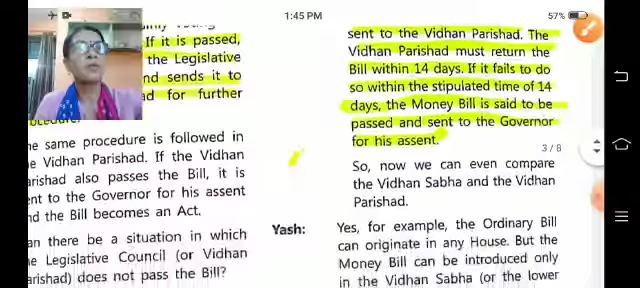 1:45 PM
57%
If it is passed,
the Legislative
nd sends it to
ad for further
he same procedure is followed in
e Vidhan Parishad. If the Vidhan
arishad also passes the Bill, it is
ent to the Governor for his assent
nd the Bill becomes an Act.
an there be a situation in which
e Legislative Council (or Vidhan
arishad) does not pass the Bill?
sent to the Vidhan Parishad. The
Vidhan Parishad must return the
Bill within 14 days. If it fails to do
so within the stipulated time of 14
days, the Money Bill is said to be
passed and sent to the Governor
for his assent.
3/8
So, now we can even compare
the Vidhan Sabha and the Vidhan
Parishad.
Yash: Yes, for example, the Ordinary Bill
can originate in any House. But the
Money Bill can be introduced only
in the Vidhan Sabha (or the lower